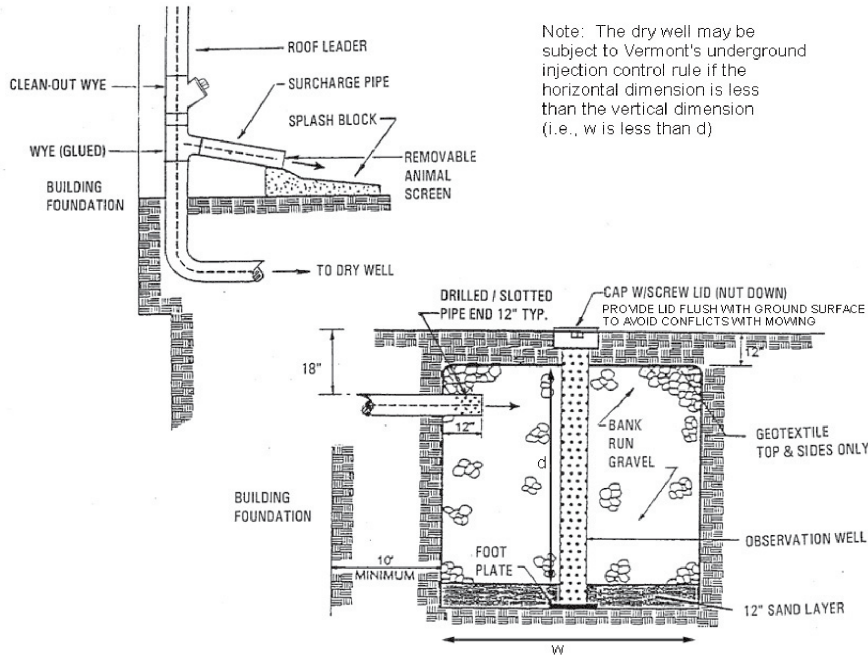 ROOF LEADER
Note: The dry well may be
subject to Vermont's underground
injection control rule if the
horizontal dimension is less
than the vertical dimension
(i.e., w is less than d)
CLEAN-OUT WYE
SURCHARGE PIPE
SPLASH BLOCK
WYE (GLUED)
REMOVABLE
ANIMAL
SCREEN
BUILDING
FOUNDATION
TO DRY WELL
DRILLED / SLOTTED
PIPE END 12" TYP.
CAP W/SCREW LID (NUT DOWN)
PROVIDE LID FLUSH WITH GROUND SURFACE
TO AVOID CONFLICTS WITH MOWING
18"
12"
12"
d
BANK
RUN
GRAVEL
GEOTEXTILE
TOP & SIDES ONLY
BUILDING
FOUNDATION
OBSERVATION WELL
10'
MINIMUM
FOOT
PLATE
12" SAND LAYER
W